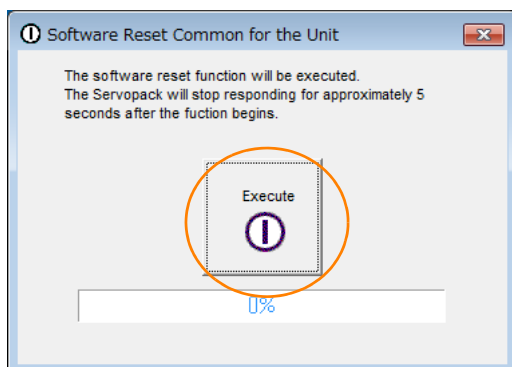 Software Reset Common for the Unit
The software reset function will be executed.
The Servopack will stop responding for approximately 5
seconds after the fuction begins.
Execute
0%